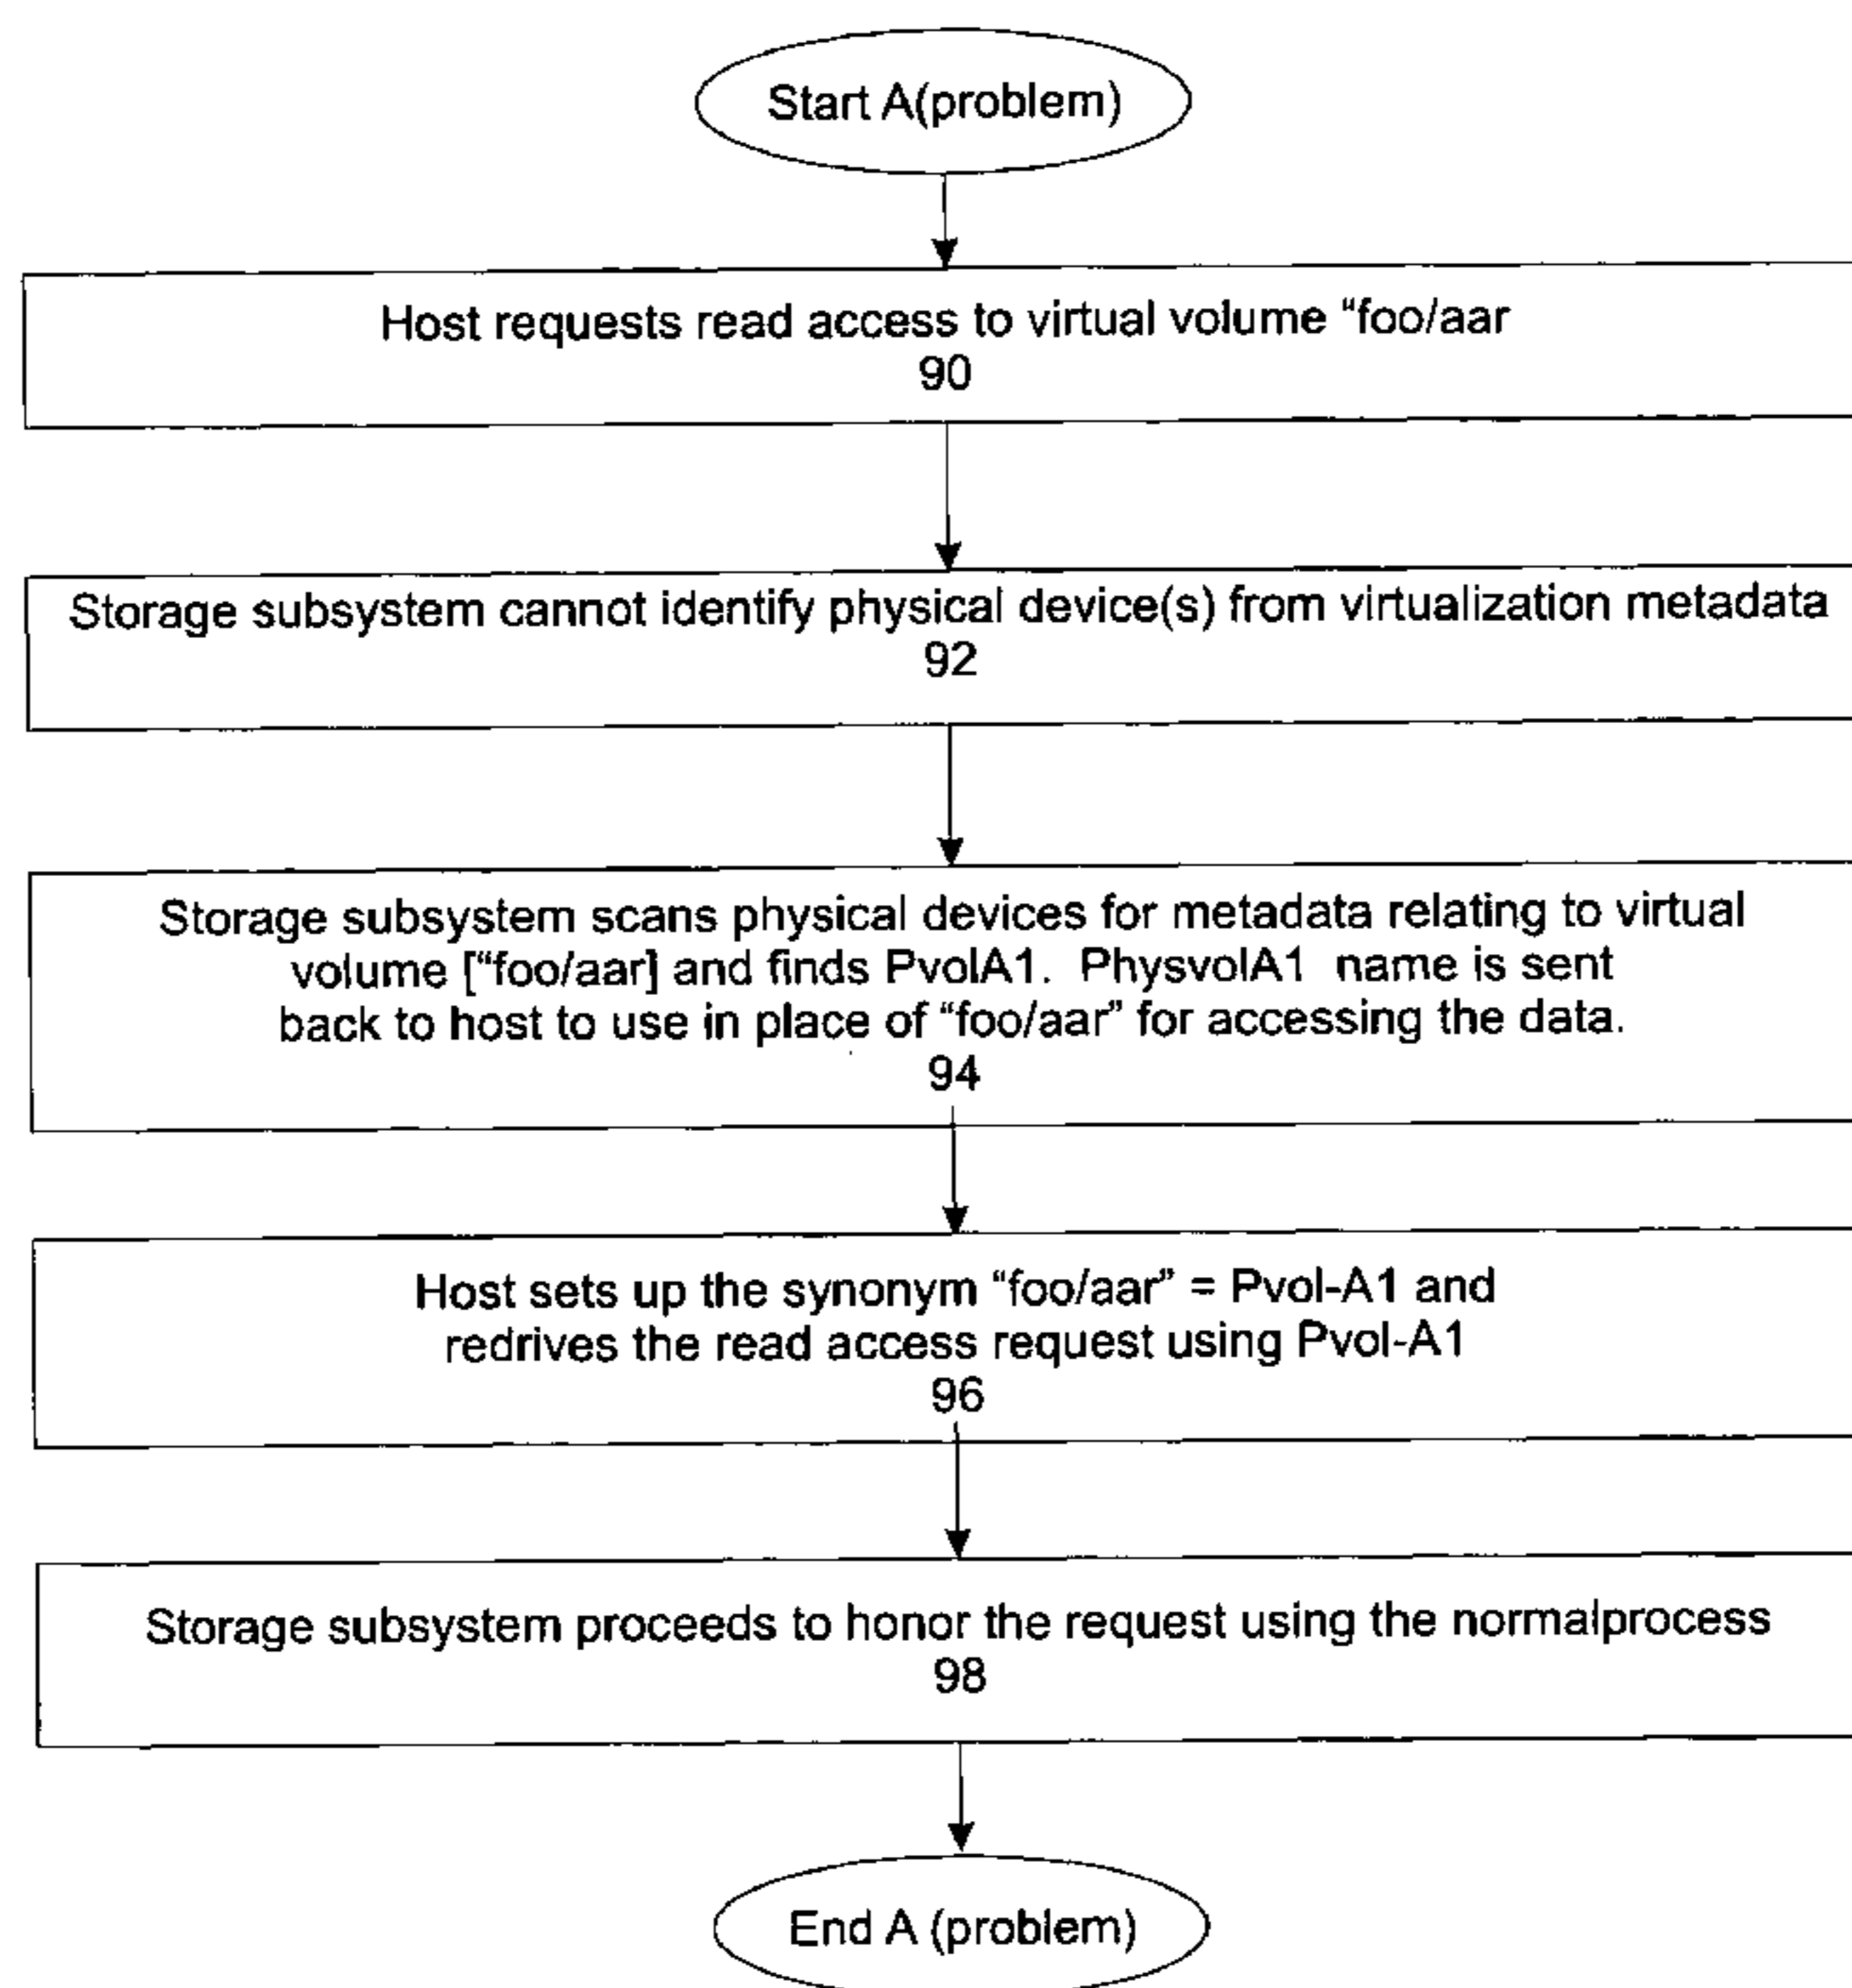 Start A(problem)
Host requests read access to virtual volume “foo/aar
90
Storage subsystem cannot identify physical device(s) from virtualization metadata
92
Storage subsystem scans physical devices for metadata relating to virtual
volume [“foo/aar] and finds PvolA1. PhysvolA1 name is sent
back to host to use in place of “foo/aar” for accessing the data.
94
Host sets up the synonym “foo/aar” = Pvol-A1 and
redrives the read access request using Pvol-A1
96
Storage subsystem proceeds to honor the request using the normalprocess
98
End A (problem)